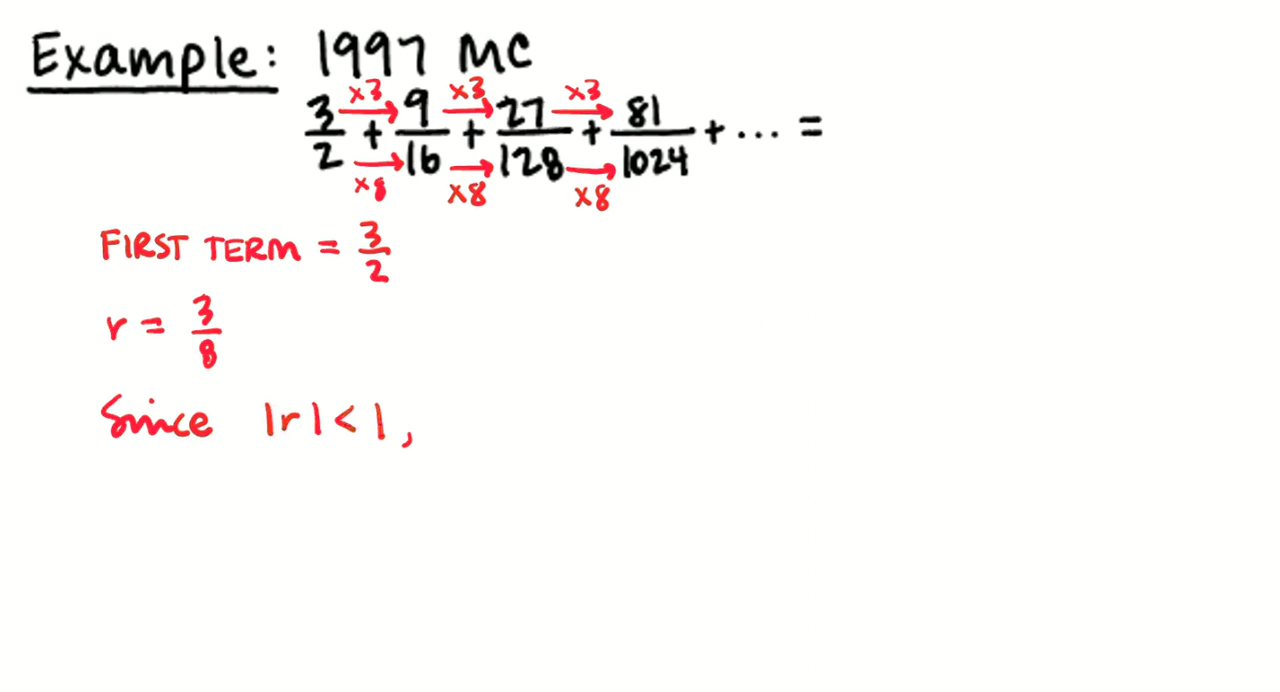 Example: 1997 MC
×3 ×3 ×3
3/2 + 9/16 + 27/128 + 81/1024 + ... =
×8 ×8 ×8
FIRST TERM = 3/2
r = 3/8
Since |r| < 1,